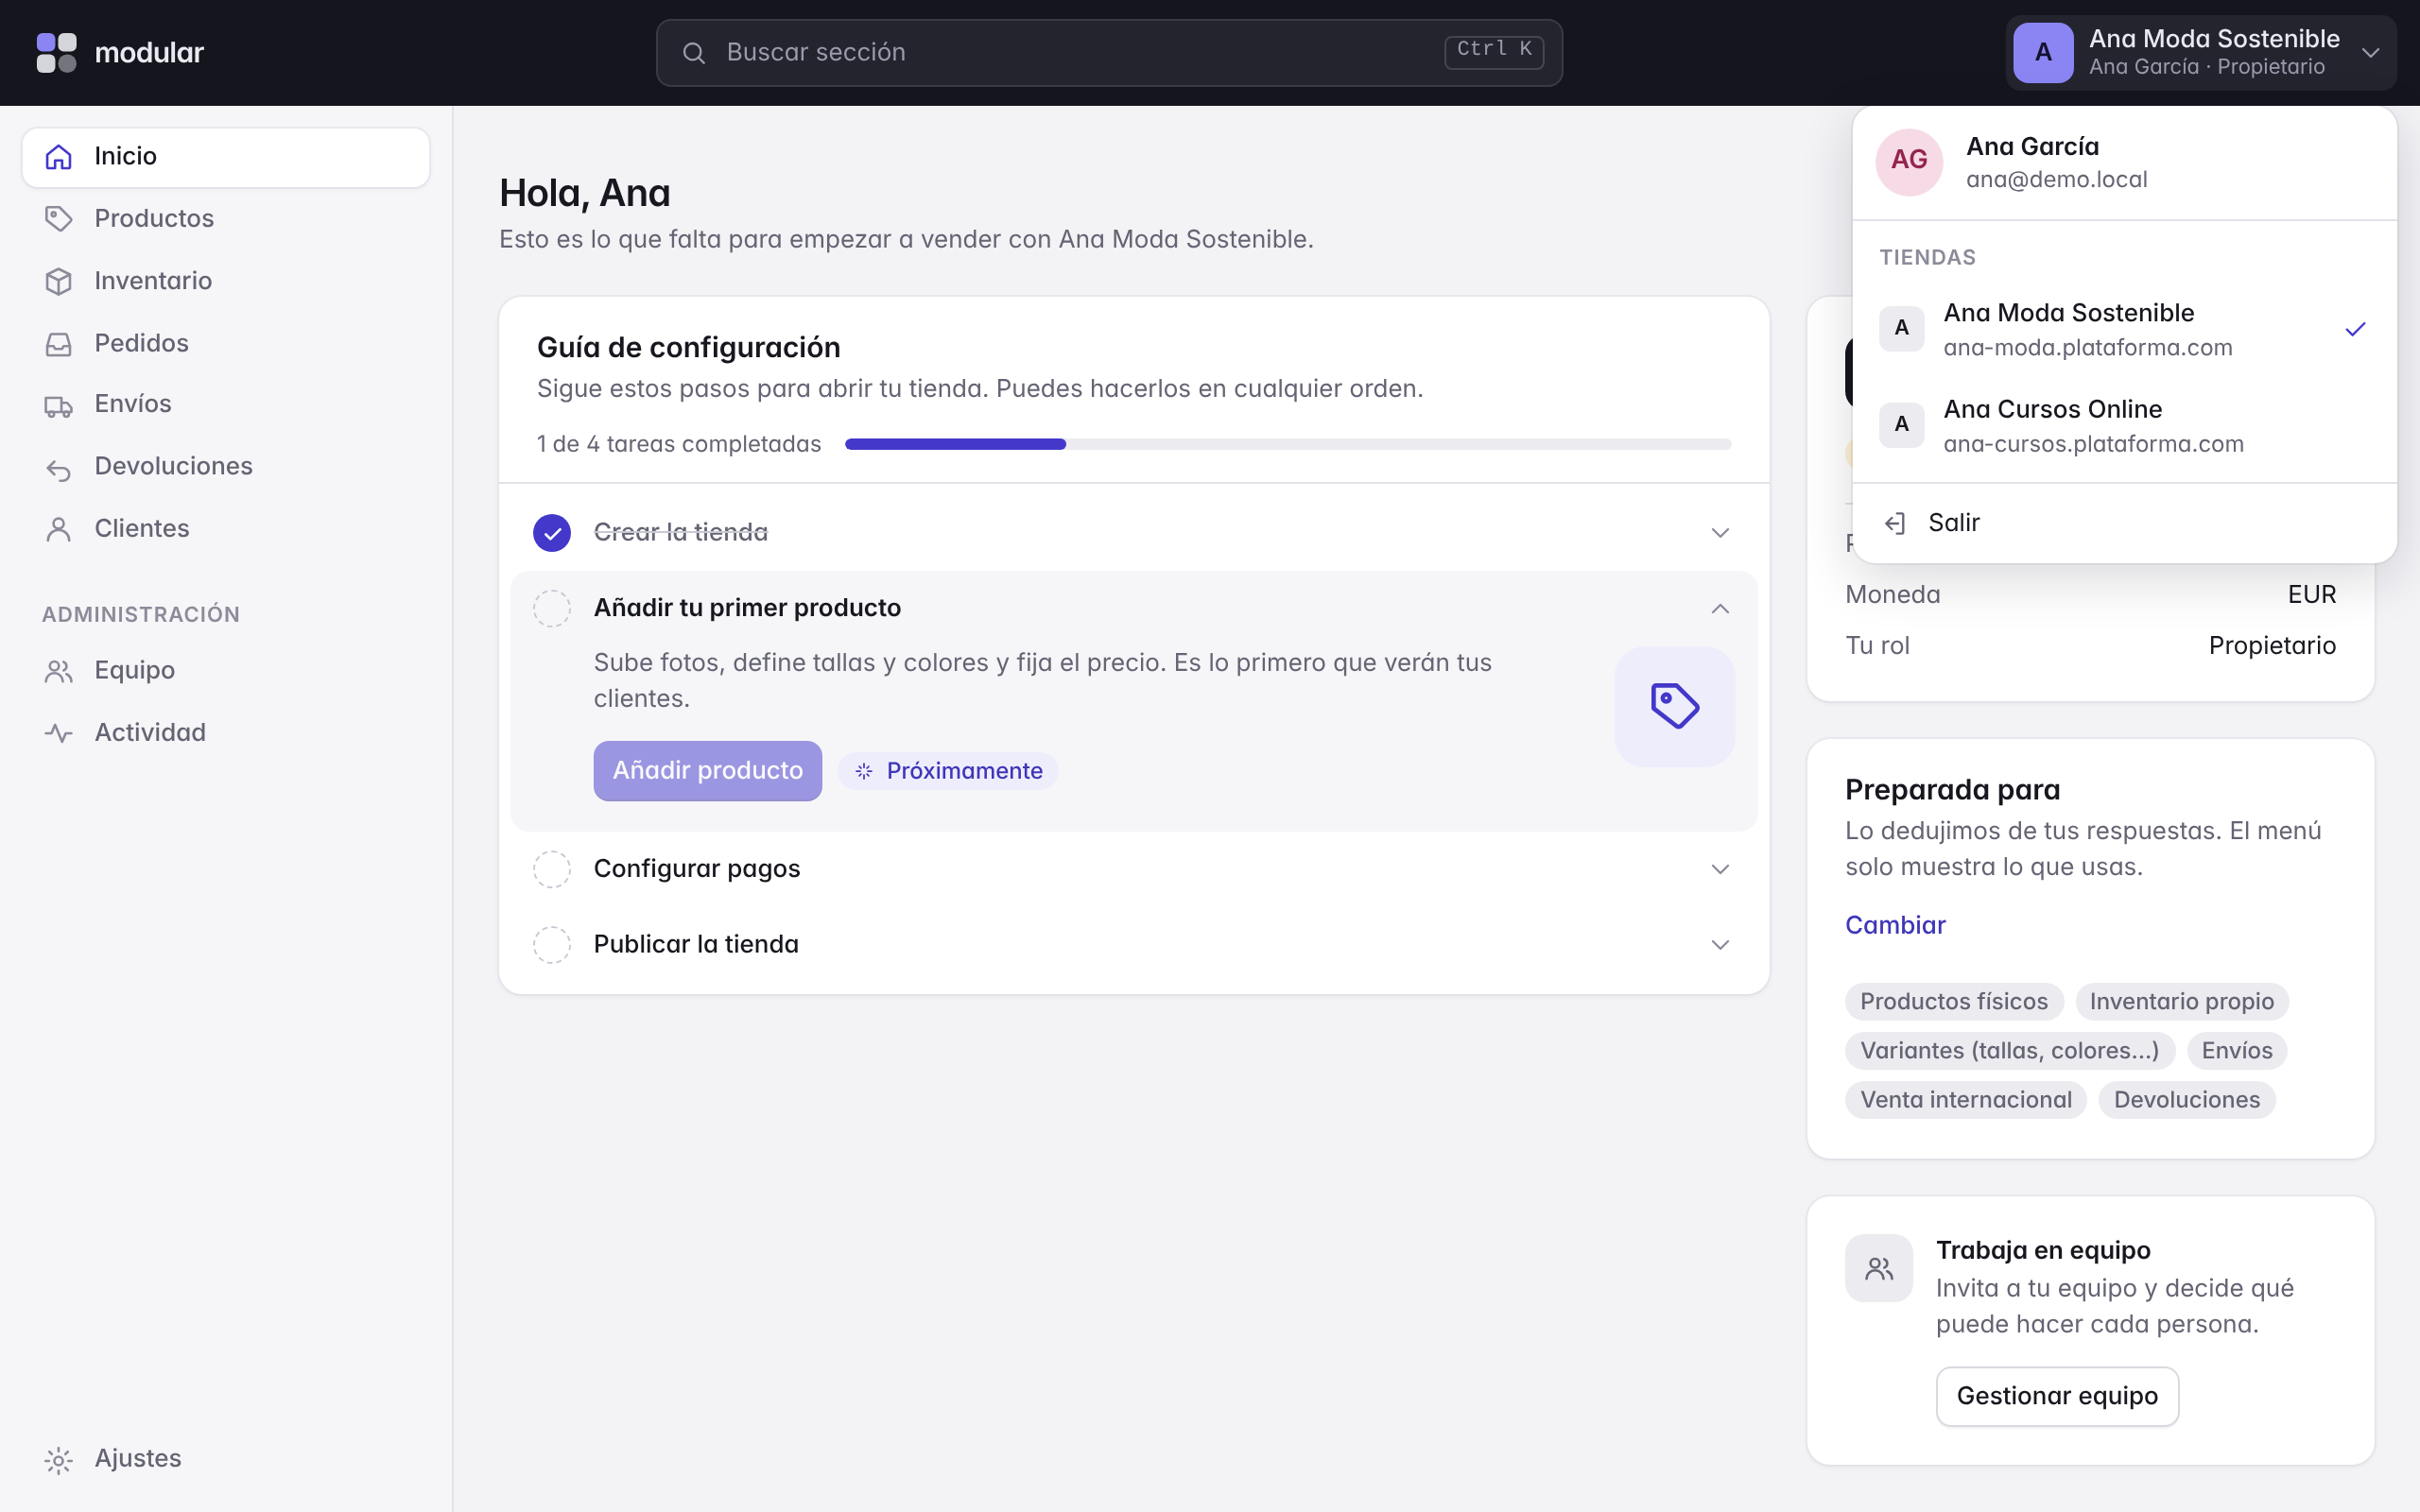 modular
Buscar sección
Ctrl K
A
Ana Moda Sostenible
Ana García · Propietario
Inicio
Productos
Inventario
Pedidos
Envíos
Devoluciones
Clientes
ADMINISTRACIÓN
Equipo
Actividad
Ajustes
Hola, Ana
Esto es lo que falta para empezar a vender con Ana Moda Sostenible.
Guía de configuración
Sigue estos pasos para abrir tu tienda. Puedes hacerlos en cualquier orden.
1 de 4 tareas completadas
Crear la tienda
Añadir tu primer producto
Sube fotos, define tallas y colores y fija el precio. Es lo primero que verán tus
clientes.
Añadir producto
Próximamente
Configurar pagos
Publicar la tienda
AG
Ana García
ana@demo.local
TIENDAS
A
Ana Moda Sostenible
ana-moda.plataforma.com
A
Ana Cursos Online
ana-cursos.plataforma.com
Salir
Moneda
EUR
Tu rol
Propietario
Preparada para
Lo dedujimos de tus respuestas. El menú
solo muestra lo que usas.
Cambiar
Productos físicos
Inventario propio
Variantes (tallas, colores...)
Envíos
Venta internacional
Devoluciones
Trabaja en equipo
Invita a tu equipo y decide qué
puede hacer cada persona.
Gestionar equipo